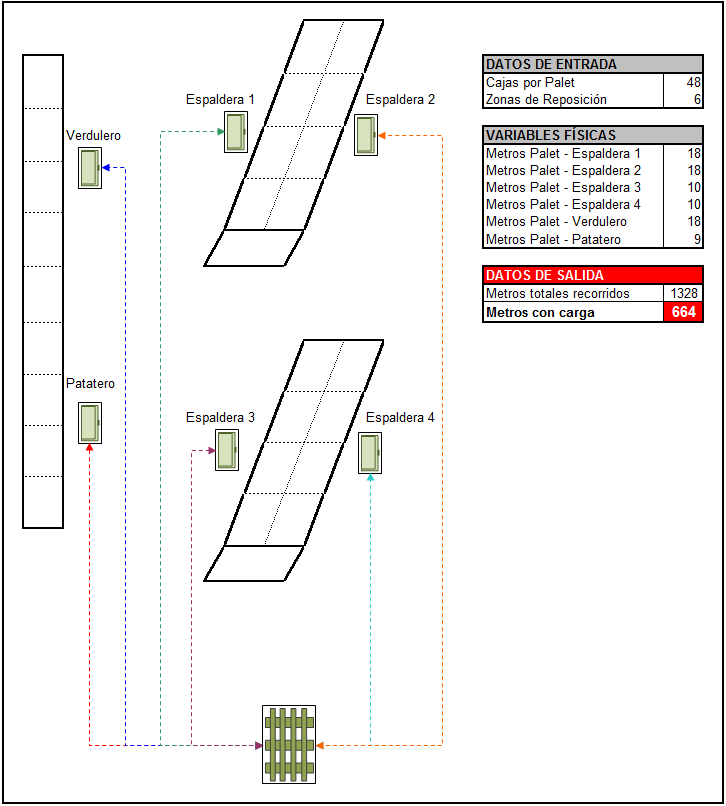 Espaldera 1
Espaldera 2
Verdulero
Patatero
Espaldera 3
Espaldera 4
DATOS DE ENTRADA
Cajas por Palet 48
Zonas de Reposición 6
VARIABLES FÍSICAS
Metros Palet - Espaldera 1 18
Metros Palet - Espaldera 2 18
Metros Palet - Espaldera 3 10
Metros Palet - Espaldera 4 10
Metros Palet - Verdulero 18
Metros Palet - Patatero 9
DATOS DE SALIDA
Metros totales recorridos 1328
Metros con carga 664